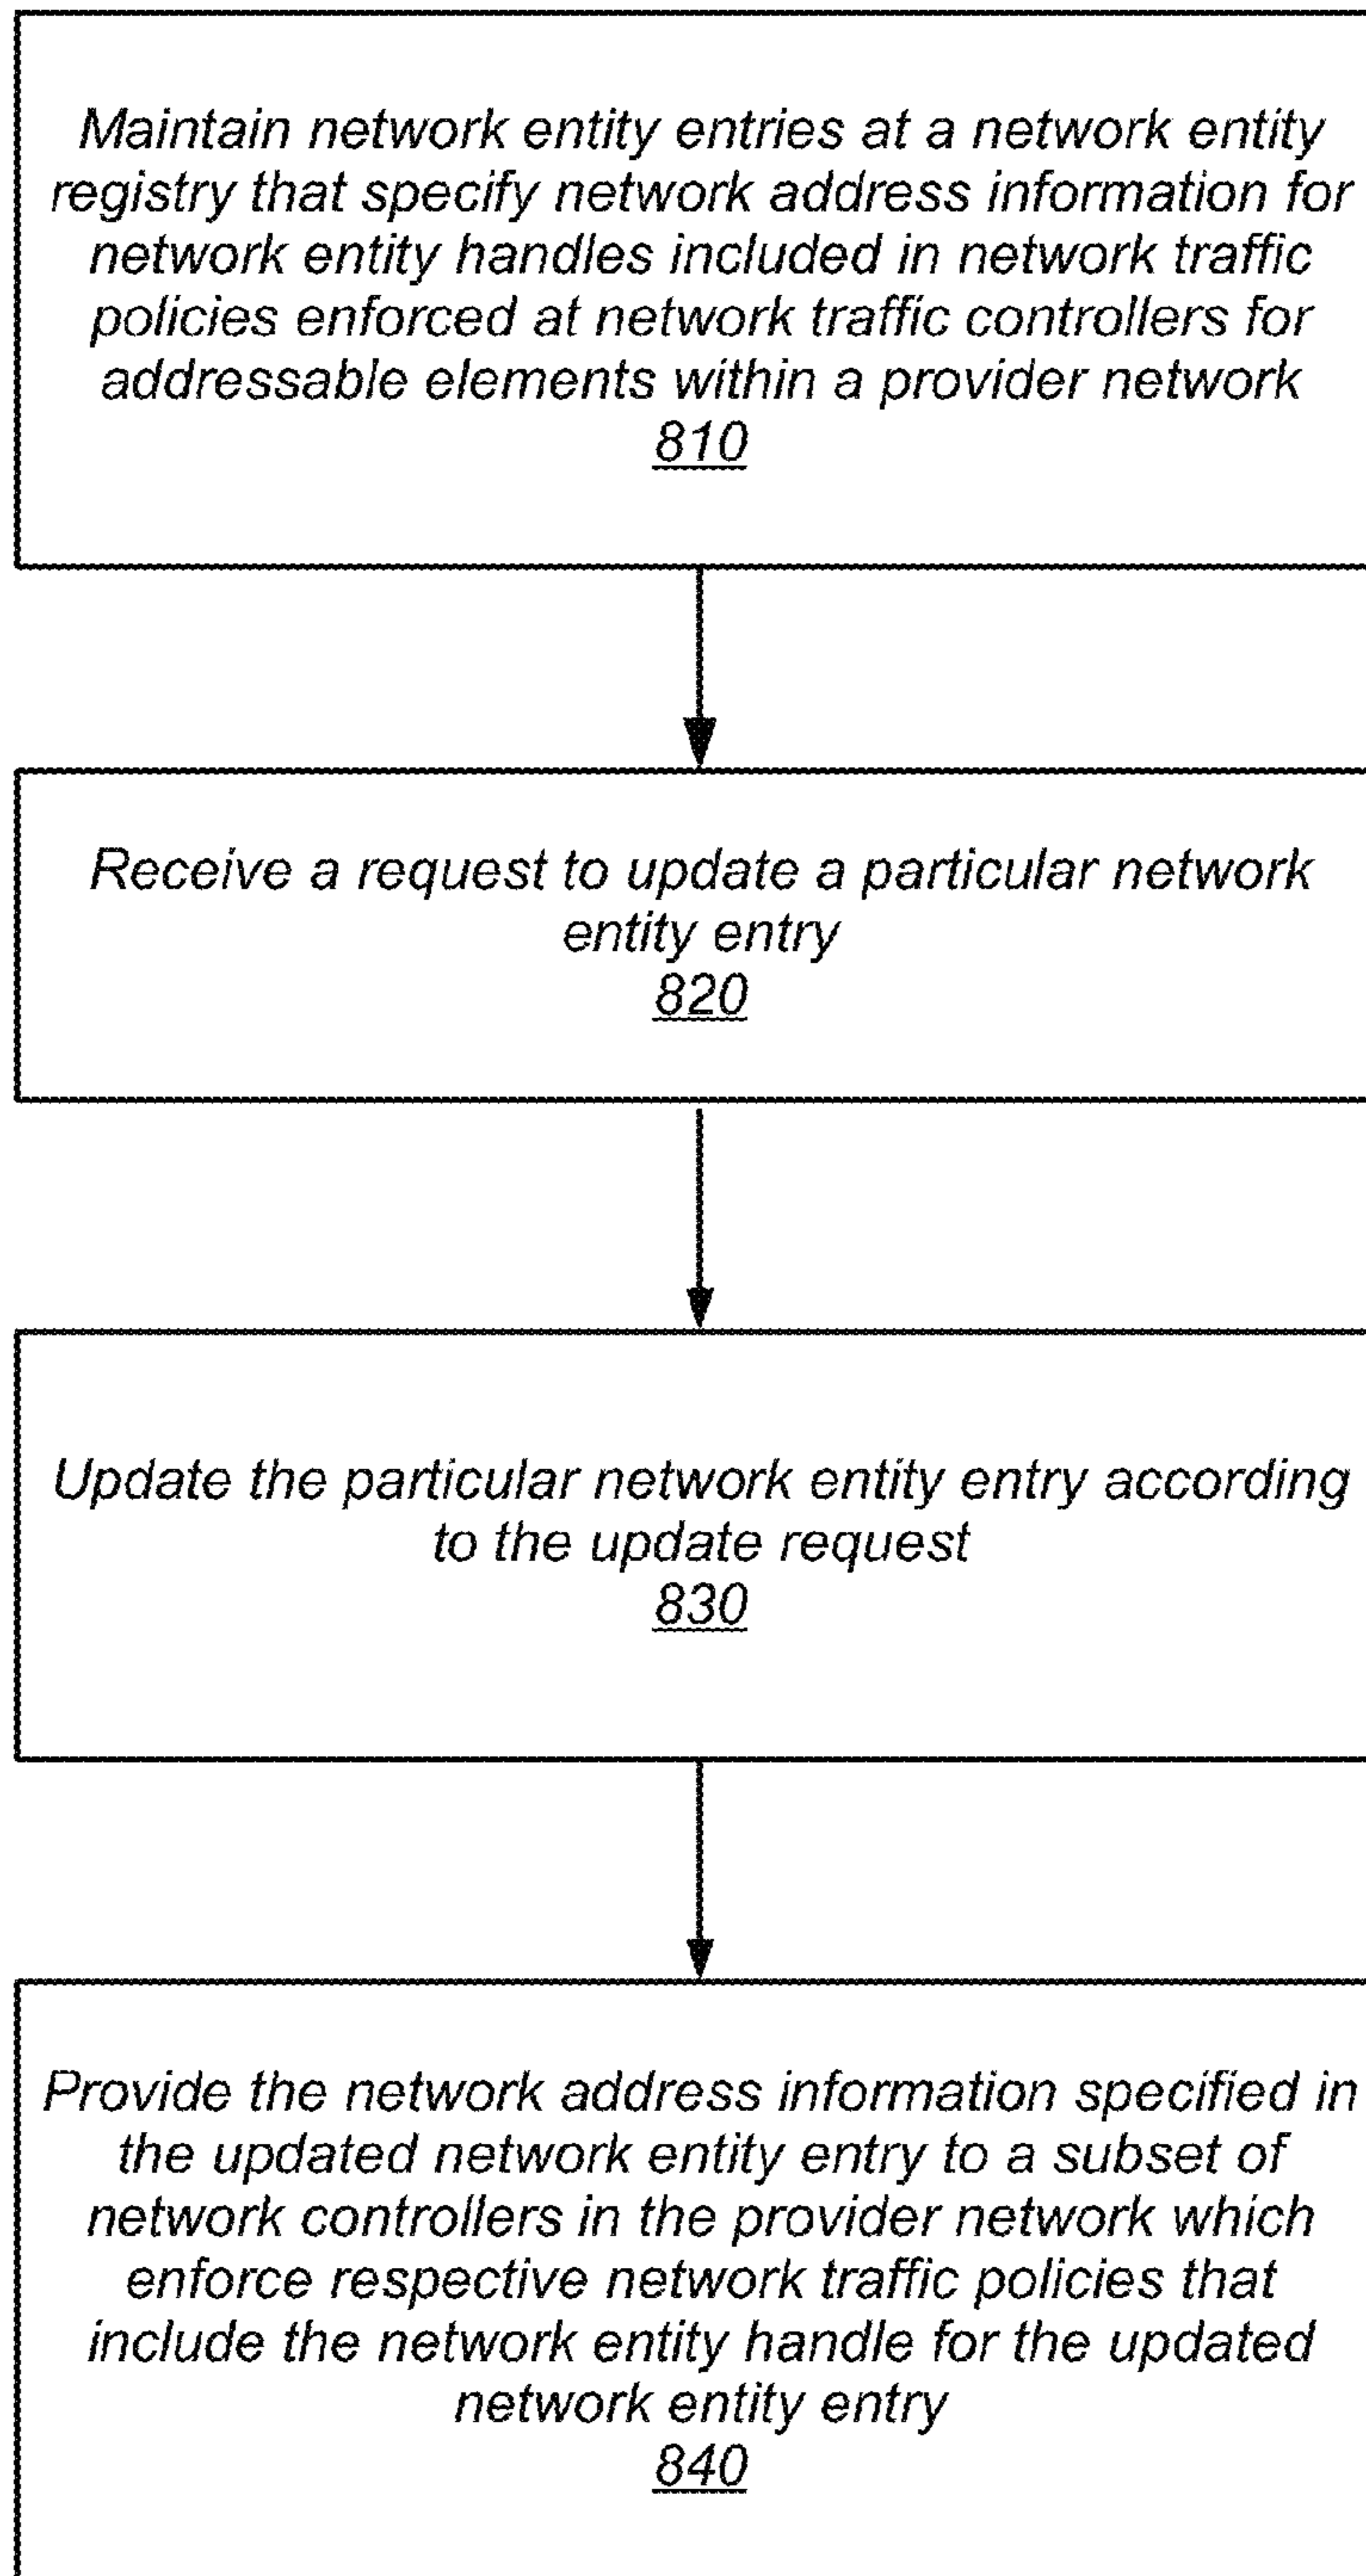 Maintain network entity entries at a network entity
registry that specify network address information for
network entity handles included in network traffic
policies enforced at network traffic controllers for
addressable elements within a provider network
810
Receive a request to update a particular network
entity entry
820
Update the particular network entity entry according
to the update request
830
Provide the network address information specified in
the updated network entity entry to a subset of
network controllers in the provider network which
enforce respective network traffic policies that
include the network entity handle for the updated
network entity entry
840